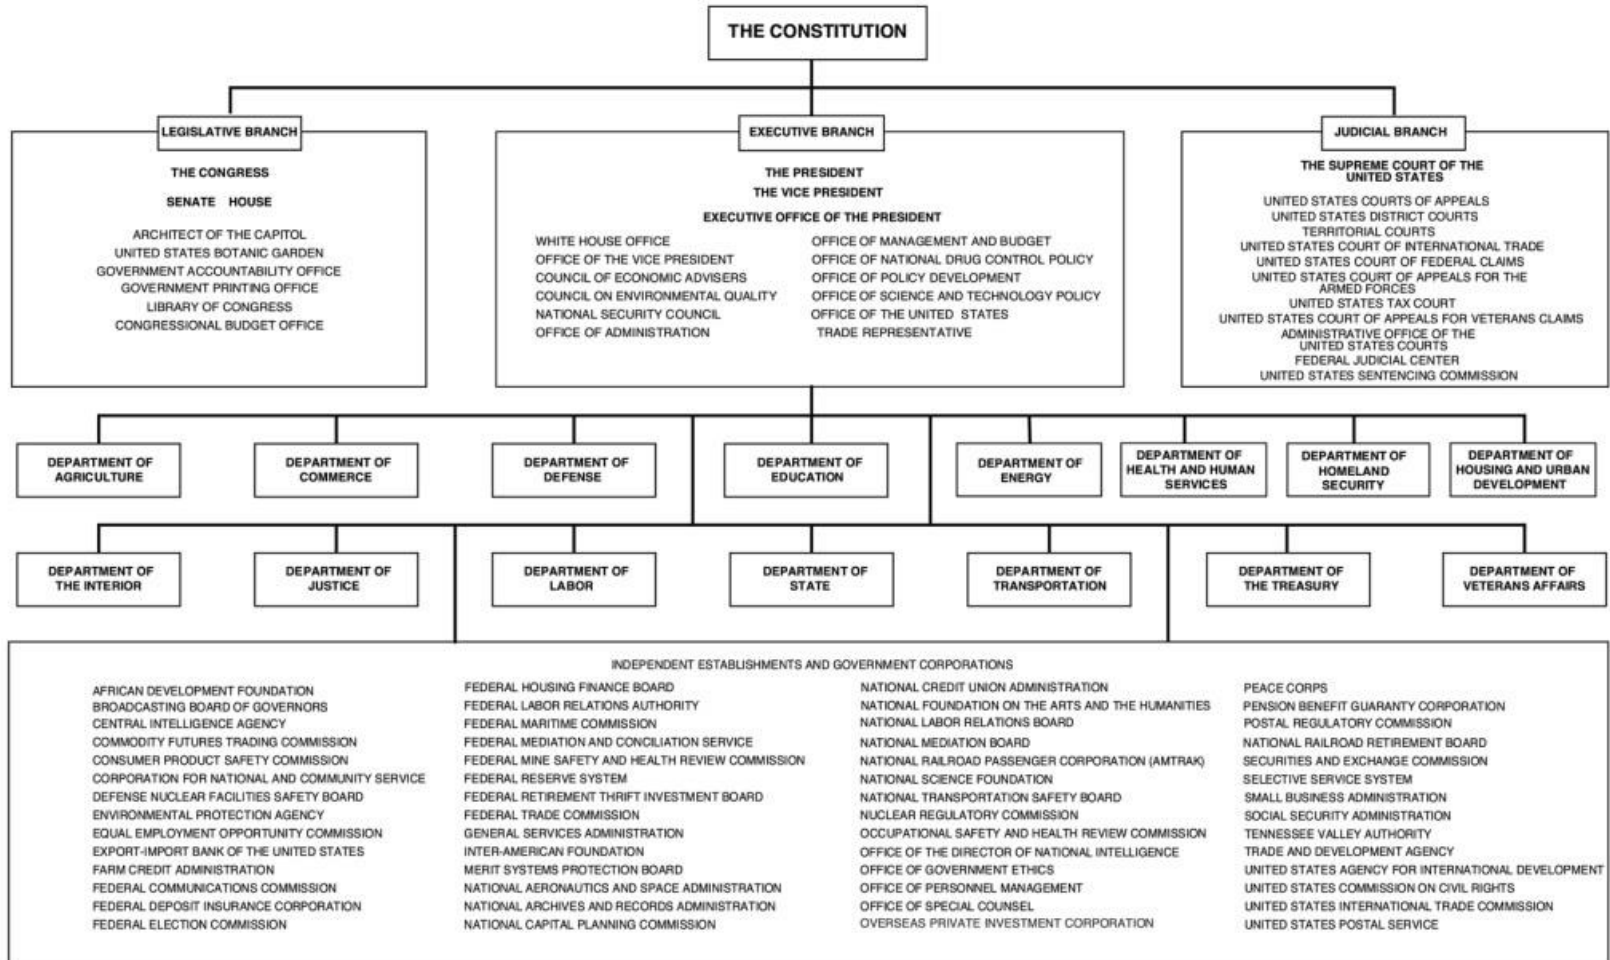 THE CONSTITUTION
LEGISLATIVE BRANCH
THE CONGRESS
SENATE HOUSE
ARCHITECT OF THE CAPITOL
UNITED STATES BOTANIC GARDEN
GOVERNMENT ACCOUNTABILITY OFFICE
GOVERNMENT PRINTING OFFICE
LIBRARY OF CONGRESS
CONGRESSIONAL BUDGET OFFICE
EXECUTIVE BRANCH
THE PRESIDENT
THE VICE PRESIDENT
EXECUTIVE OFFICE OF THE PRESIDENT
WHITE HOUSE OFFICE
OFFICE OF THE VICE PRESIDENT
COUNCIL OF ECONOMIC ADVISERS
COUNCIL ON ENVIRONMENTAL QUALITY
NATIONAL SECURITY COUNCIL
OFFICE OF ADMINISTRATION
OFFICE OF MANAGEMENT AND BUDGET
OFFICE OF NATIONAL DRUG CONTROL POLICY
OFFICE OF POLICY DEVELOPMENT
OFFICE OF SCIENCE AND TECHNOLOGY POLICY
OFFICE OF THE UNITED STATES
TRADE REPRESENTATIVE
JUDICIAL BRANCH
THE SUPREME COURT OF THE
UNITED STATES
UNITED STATES COURTS OF APPEALS
UNITED STATES DISTRICT COURTS
TERRITORIAL COURTS
UNITED STATES COURT OF INTERNATIONAL TRADE
UNITED STATES COURT OF FEDERAL CLAIMS
UNITED STATES COURT OF APPEALS FOR THE
ARMED FORCES
UNITED STATES TAX COURT
UNITED STATES COURT OF APPEALS FOR VETERANS CLAIMS
ADMINISTRATIVE OFFICE OF THE
UNITED STATES COURTS
FEDERAL JUDICIAL CENTER
UNITED STATES SENTENCING COMMISSION
DEPARTMENT OF
AGRICULTURE
DEPARTMENT OF
COMMERCE
DEPARTMENT OF
DEFENSE
DEPARTMENT OF
EDUCATION
DEPARTMENT OF
ENERGY
DEPARTMENT OF
HEALTH AND HUMAN
SERVICES
DEPARTMENT OF
HOMELAND
SECURITY
DEPARTMENT OF
HOUSING AND URBAN
DEVELOPMENT
DEPARTMENT OF
THE INTERIOR
DEPARTMENT OF
JUSTICE
DEPARTMENT OF
LABOR
DEPARTMENT OF
STATE
DEPARTMENT OF
TRANSPORTATION
DEPARTMENT OF
THE TREASURY
DEPARTMENT OF
VETERANS AFFAIRS
INDEPENDENT ESTABLISHMENTS AND GOVERNMENT CORPORATIONS
AFRICAN DEVELOPMENT FOUNDATION
BROADCASTING BOARD OF GOVERNORS
CENTRAL INTELLIGENCE AGENCY
COMMODITY FUTURES TRADING COMMISSION
CONSUMER PRODUCT SAFETY COMMISSION
CORPORATION FOR NATIONAL AND COMMUNITY SERVICE
DEFENSE NUCLEAR FACILITIES SAFETY BOARD
ENVIRONMENTAL PROTECTION AGENCY
EQUAL EMPLOYMENT OPPORTUNITY COMMISSION
EXPORT-IMPORT BANK OF THE UNITED STATES
FARM CREDIT ADMINISTRATION
FEDERAL COMMUNICATIONS COMMISSION
FEDERAL DEPOSIT INSURANCE CORPORATION
FEDERAL ELECTION COMMISSION
FEDERAL HOUSING FINANCE BOARD
FEDERAL LABOR RELATIONS AUTHORITY
FEDERAL MARITIME COMMISSION
FEDERAL MEDIATION AND CONCILIATION SERVICE
FEDERAL MINE SAFETY AND HEALTH REVIEW COMMISSION
FEDERAL RESERVE SYSTEM
FEDERAL RETIREMENT THRIFT INVESTMENT BOARD
FEDERAL TRADE COMMISSION
GENERAL SERVICES ADMINISTRATION
INTER-AMERICAN FOUNDATION
MERIT SYSTEMS PROTECTION BOARD
NATIONAL AERONAUTICS AND SPACE ADMINISTRATION
NATIONAL ARCHIVES AND RECORDS ADMINISTRATION
NATIONAL CAPITAL PLANNING COMMISSION
NATIONAL CREDIT UNION ADMINISTRATION
NATIONAL FOUNDATION ON THE ARTS AND THE HUMANITIES
NATIONAL LABOR RELATIONS BOARD
NATIONAL MEDIATION BOARD
NATIONAL RAILROAD PASSENGER CORPORATION (AMTRAK)
NATIONAL SCIENCE FOUNDATION
NATIONAL TRANSPORTATION SAFETY BOARD
NUCLEAR REGULATORY COMMISSION
OCCUPATIONAL SAFETY AND HEALTH REVIEW COMMISSION
OFFICE OF THE DIRECTOR OF NATIONAL INTELLIGENCE
OFFICE OF GOVERNMENT ETHICS
OFFICE OF PERSONNEL MANAGEMENT
OFFICE OF SPECIAL COUNSEL
OVERSEAS PRIVATE INVESTMENT CORPORATION
PEACE CORPS
PENSION BENEFIT GUARANTY CORPORATION
POSTAL REGULATORY COMMISSION
NATIONAL RAILROAD RETIREMENT BOARD
SECURITIES AND EXCHANGE COMMISSION
SELECTIVE SERVICE SYSTEM
SMALL BUSINESS ADMINISTRATION
SOCIAL SECURITY ADMINISTRATION
TENNESSEE VALLEY AUTHORITY
TRADE AND DEVELOPMENT AGENCY
UNITED STATES AGENCY FOR INTERNATIONAL DEVELOPMENT
UNITED STATES COMMISSION ON CIVIL RIGHTS
UNITED STATES INTERNATIONAL TRADE COMMISSION
UNITED STATES POSTAL SERVICE